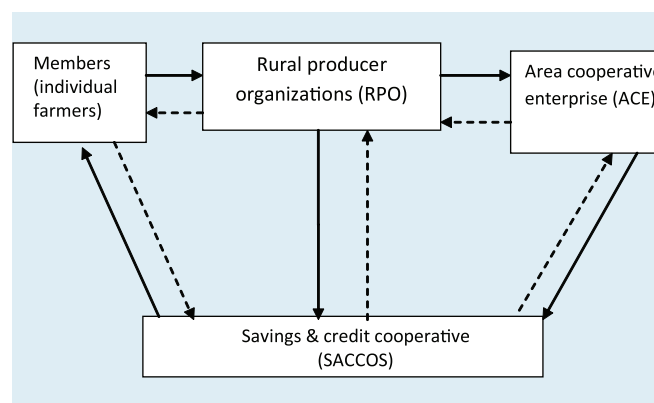 Members
(individual
farmers)
Rural producer
organizations (RPO)
Area cooperative
enterprise (ACE)
Savings & credit cooperative
(SACCOS)